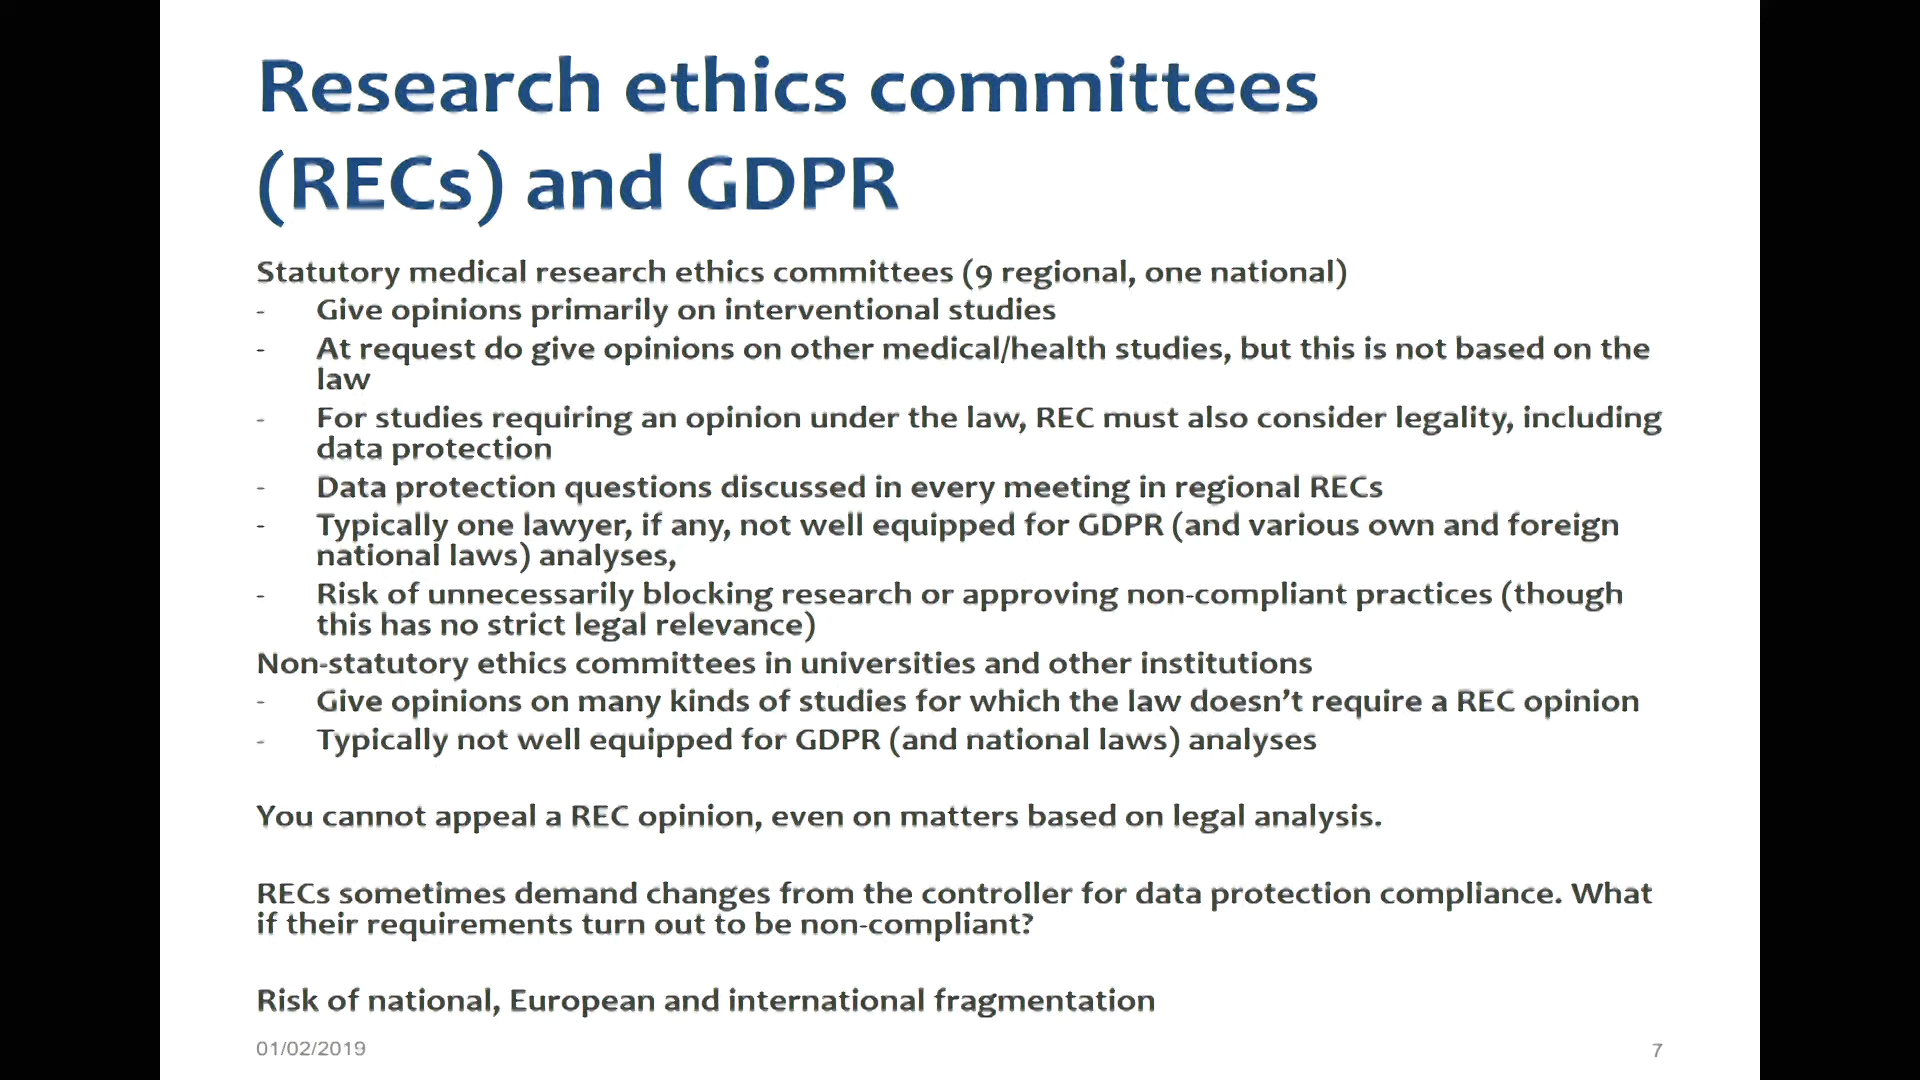 Research ethics committees
(RECs) and GDPR
Statutory medical research ethics committees (9 regional, one national)
- Give opinions primarily on interventional studies
- At request do give opinions on other medical/health studies, but this is not based on the
law
- For studies requiring an opinion under the law, REC must also consider legality, including
data protection
- Data protection questions discussed in every meeting in regional RECs
- Typically one lawyer, if any, not well equipped for GDPR (and various own and foreign
national laws) analyses,
- Risk of unnecessarily blocking research or approving non-compliant practices (though
this has no strict legal relevance)
Non-statutory ethics committees in universities and other institutions
- Give opinions on many kinds of studies for which the law doesn’t require a REC opinion
- Typically not well equipped for GDPR (and national laws) analyses
You cannot appeal a REC opinion, even on matters based on legal analysis.
RECs sometimes demand changes from the controller for data protection compliance. What
if their requirements turn out to be non-compliant?
Risk of national, European and international fragmentation
01/02/2019
7